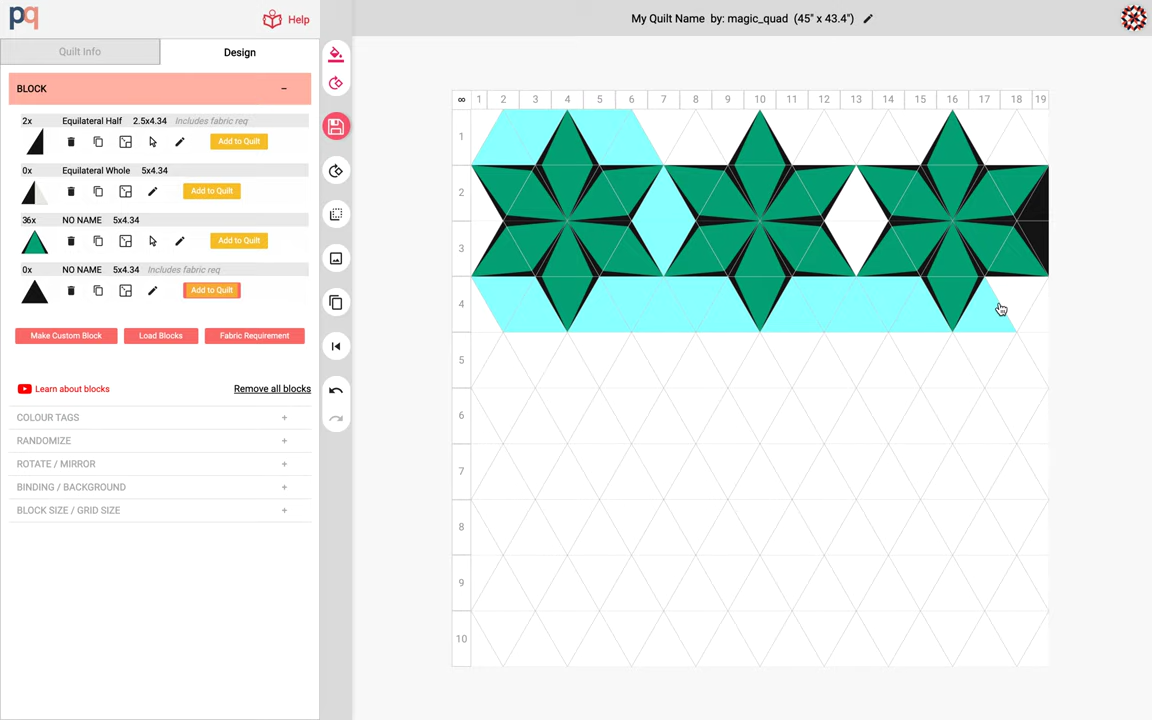 pq
Help
My Quilt Name by: magic_quad (45" x 43.4")
Quilt Info
Design
BLOCK −
2x Equilateral Half 2.5x4.34 Includes fabric req
Add to Quilt
0x Equilateral Whole 5x4.34
Add to Quilt
36x NO NAME 5x4.34
Add to Quilt
0x NO NAME 5x4.34 Includes fabric req
Add to Quilt
Make Custom Block
Load Blocks
Fabric Requirement
Learn about blocks
Remove all blocks
COLOUR TAGS +
RANDOMIZE +
ROTATE / MIRROR +
BINDING / BACKGROUND +
BLOCK SIZE / GRID SIZE +
∞ 1 2 3 4 5 6 7 8 9 10 11 12 13 14 15 16 17 18 19
1
2
3
4
5
6
7
8
9
10